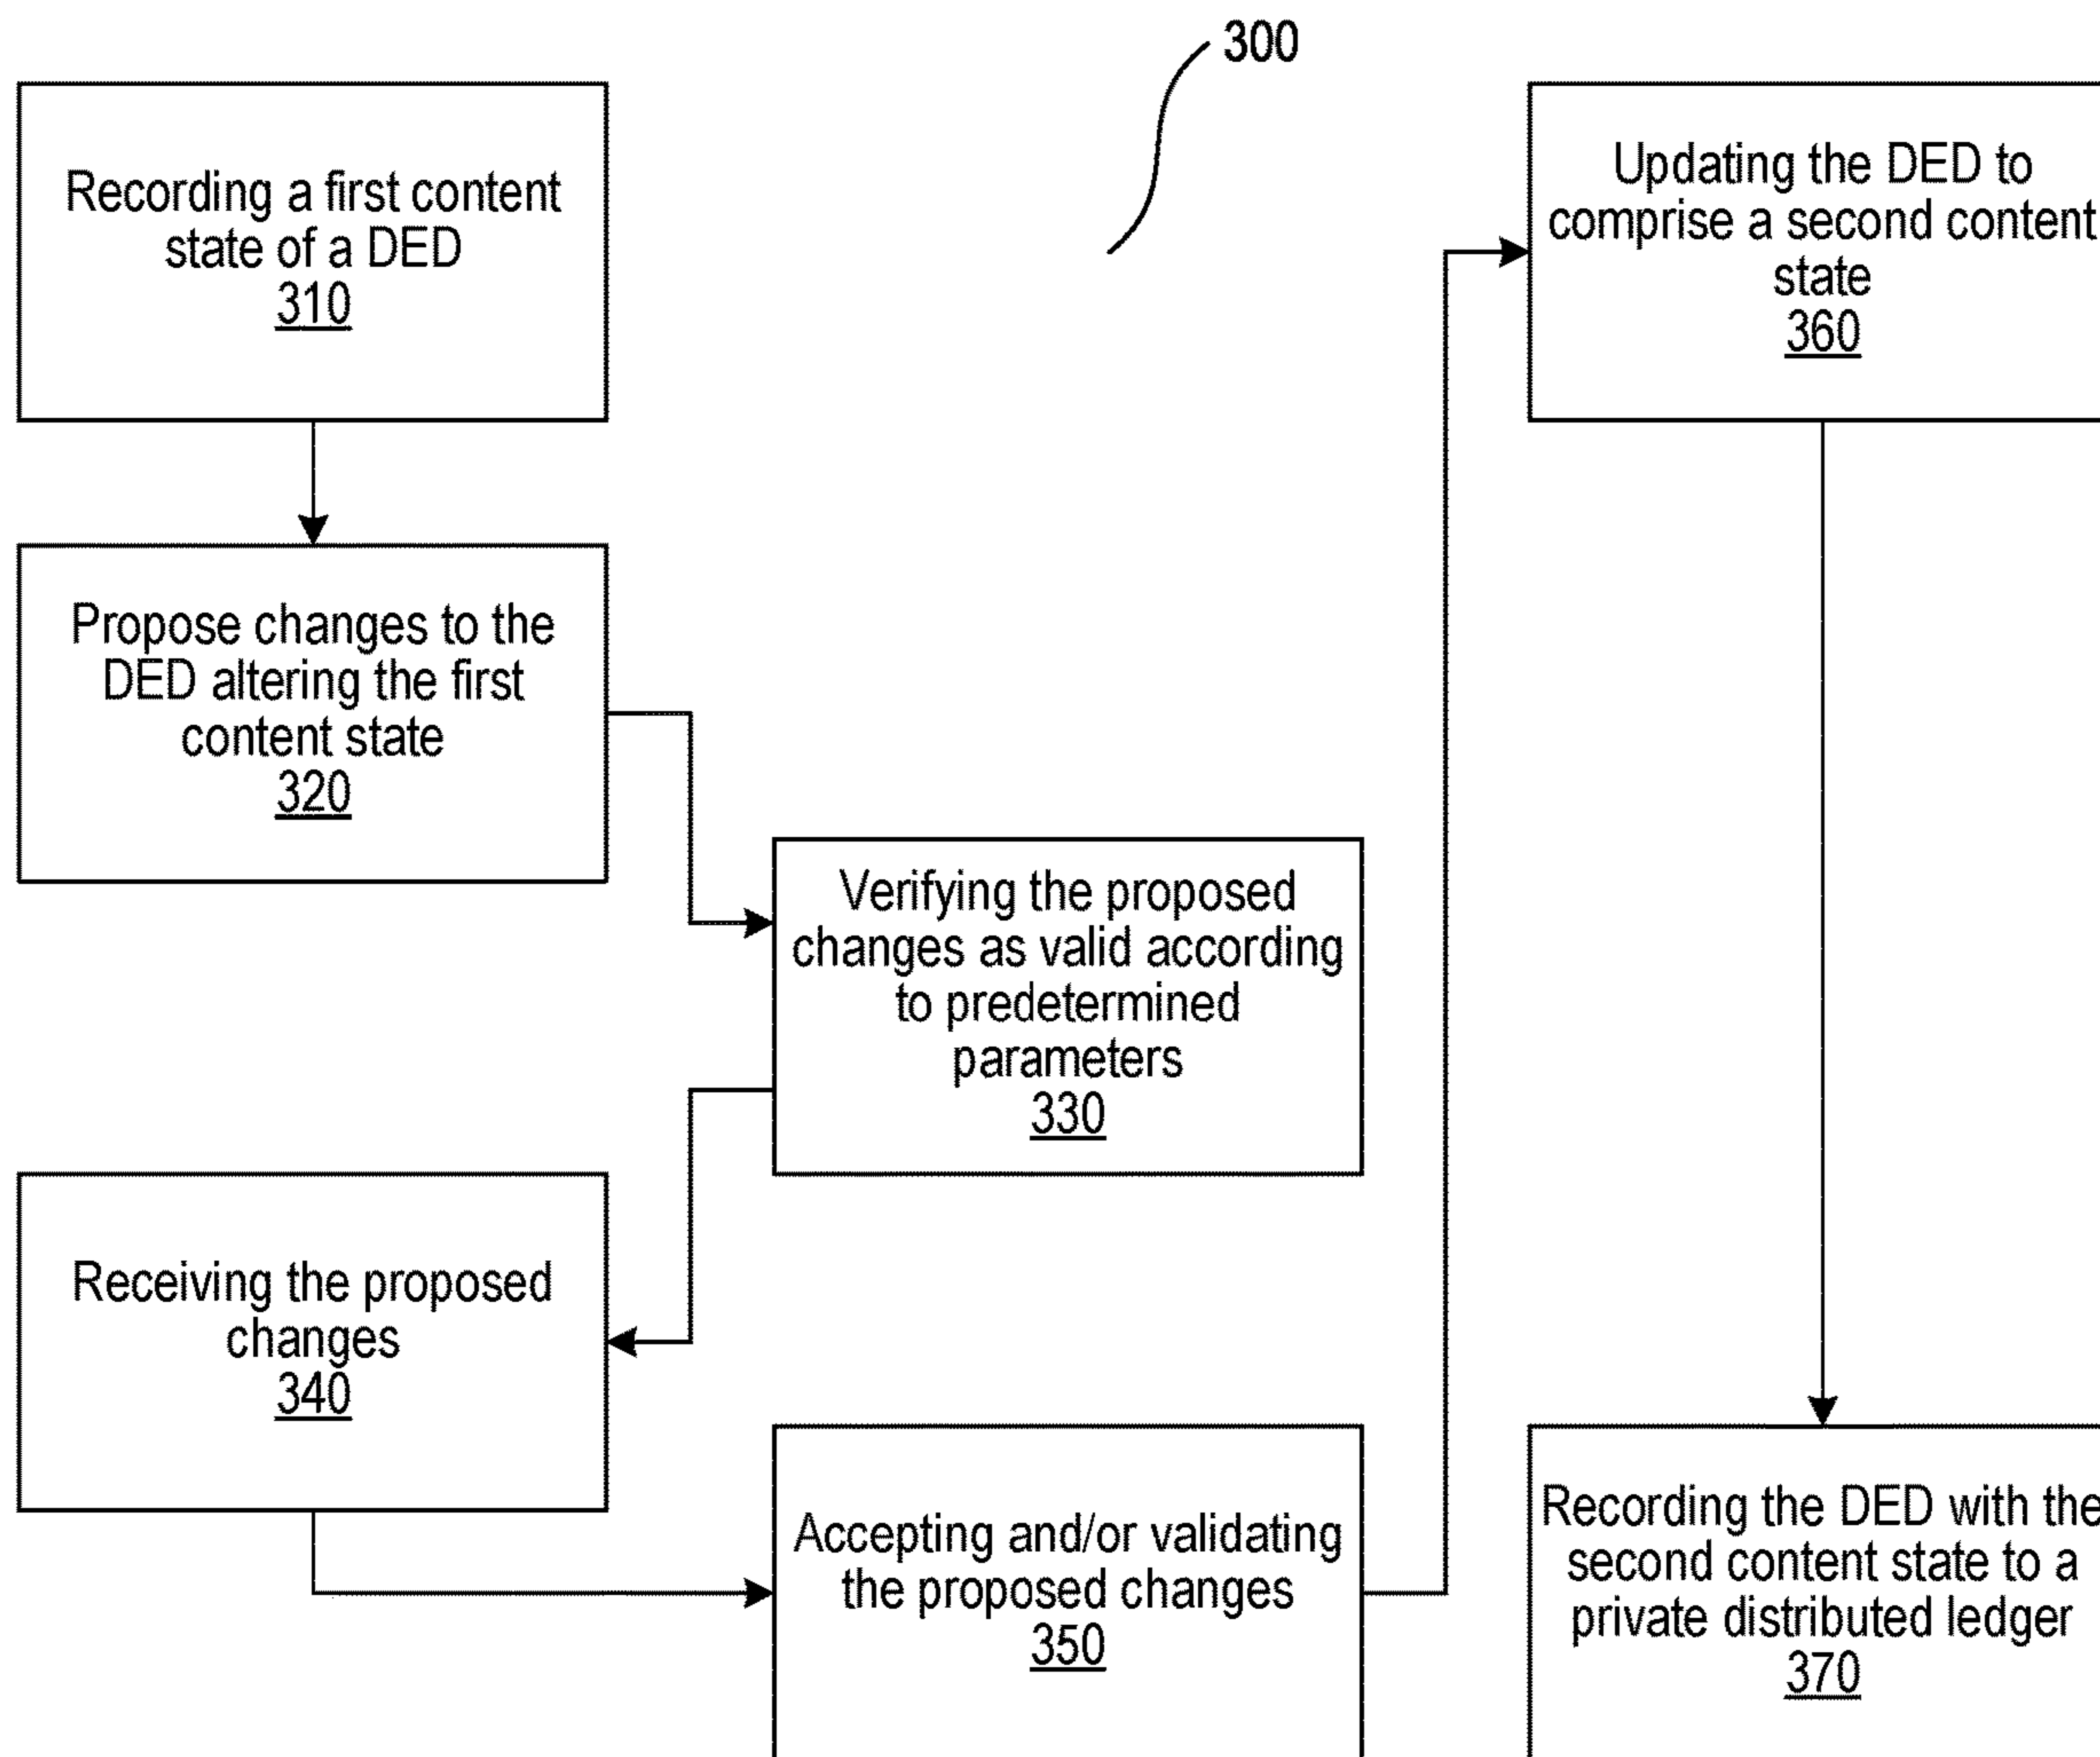 300
Recording a first content
state of a DED
310
Propose changes to the
DED altering the first
content state
320
Verifying the proposed
changes as valid according
to predetermined
parameters
330
Receiving the proposed
changes
340
Accepting and/or validating
the proposed changes
350
Updating the DED to
comprise a second content
state
360
Recording the DED with the
second content state to a
private distributed ledger
370